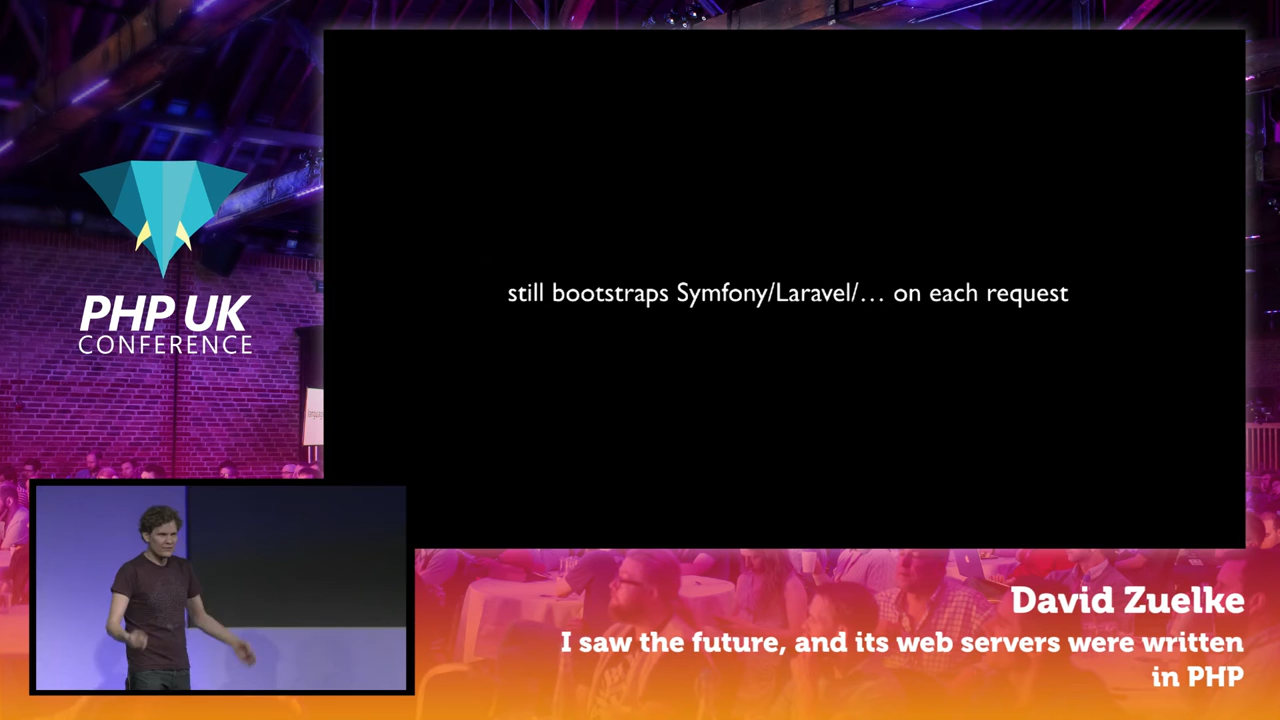 still bootstraps Symfony/Laravel/… on each request
PHP UK
CONFERENCE
David Zuelke
I saw the future, and its web servers were written
in PHP